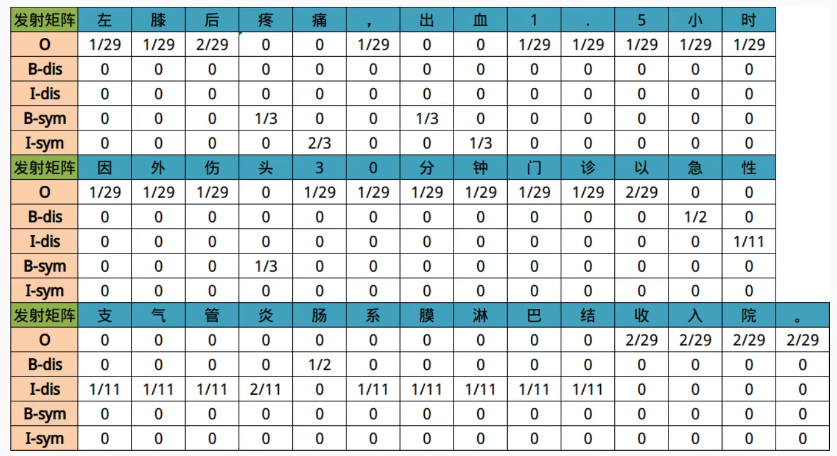 发射矩阵 左 膝 后 疼 痛 , 出 血 1 . 5 小 时
O 1/29 1/29 2/29 0 0 1/29 0 0 1/29 1/29 1/29 1/29 1/29
B-dis 0 0 0 0 0 0 0 0 0 0 0 0 0
I-dis 0 0 0 0 0 0 0 0 0 0 0 0 0
B-sym 0 0 0 1/3 0 0 1/3 0 0 0 0 0 0
I-sym 0 0 0 0 2/3 0 0 1/3 0 0 0 0 0
发射矩阵 因 外 伤 头 3 0 分 钟 门 诊 以 急 性
O 1/29 1/29 1/29 0 1/29 1/29 1/29 1/29 1/29 1/29 2/29 0 0
B-dis 0 0 0 0 0 0 0 0 0 0 0 1/2 0
I-dis 0 0 0 0 0 0 0 0 0 0 0 0 1/11
B-sym 0 0 0 1/3 0 0 0 0 0 0 0 0 0
I-sym 0 0 0 0 0 0 0 0 0 0 0 0 0
发射矩阵 支 气 管 炎 肠 系 膜 淋 巴 结 收 入 院 。
O 0 0 0 0 0 0 0 0 0 0 2/29 2/29 2/29 2/29
B-dis 0 0 0 0 1/2 0 0 0 0 0 0 0 0 0
I-dis 1/11 1/11 1/11 2/11 0 1/11 1/11 1/11 1/11 1/11 0 0 0 0
B-sym 0 0 0 0 0 0 0 0 0 0 0 0 0 0
I-sym 0 0 0 0 0 0 0 0 0 0 0 0 0 0